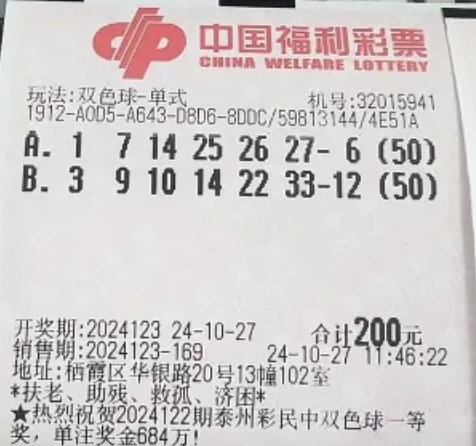 中国福利彩票
CHINA WELFARE LOTTERY
玩法:双色球-单式 机号:32015941
1912-A0D5-A643-D8D6-8DDC/59813144/4E51A
A. 1 7 14 25 26 27- 6 (50)
B. 3 9 10 14 22 33-12 (50)
开奖期:2024123 24-10-27 合计200元
销售期:2024123-169 24-10-27 11:46:22
地址:栖霞区华银路20号13幢102室
*扶老、助残、救孤、济困*
★热烈祝贺2024122期泰州彩民中双色球一等
奖，单注奖金684万!